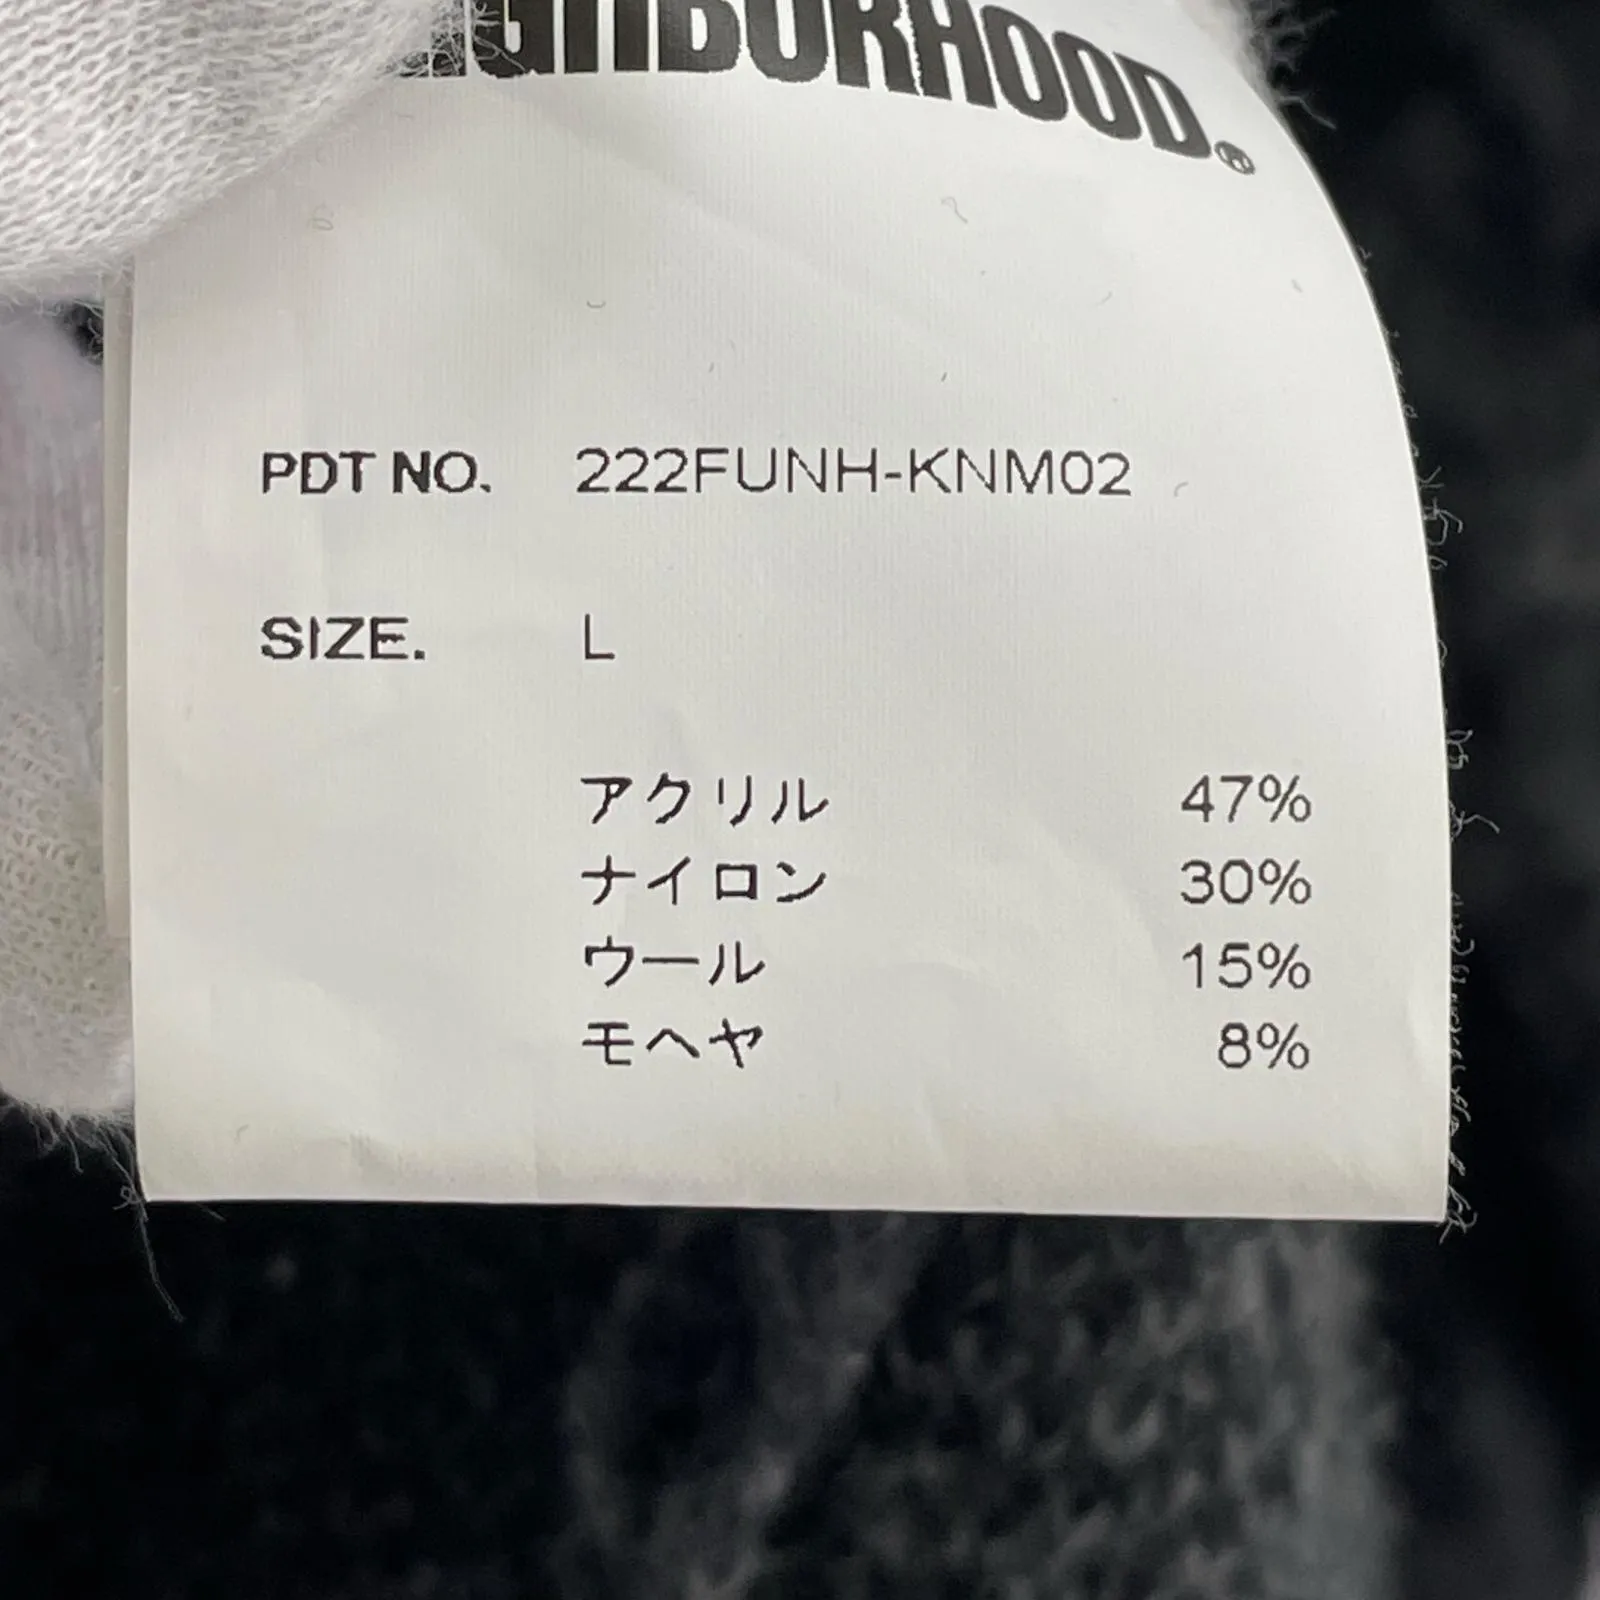 NEIGHBORHOOD.®
PDT NO. 222FUNH-KNM02
SIZE. L
アクリル 47%
ナイロン 30%
ウール 15%
モヘヤ 8%